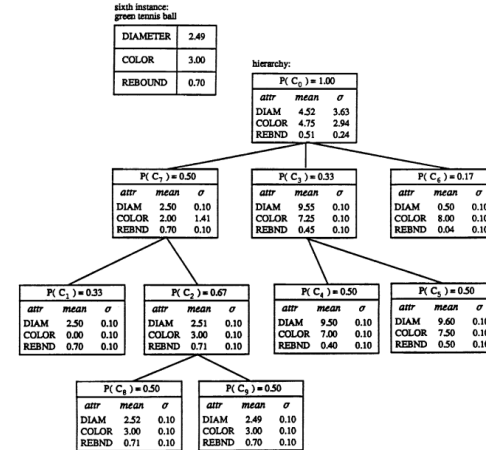 sixth instance:
green tennis ball
DIAMETER 2.49
COLOR 3.00
REBOUND 0.70
hierarchy:
P( C0 ) = 1.00
attr mean σ
DIAM 4.52 3.63
COLOR 4.75 2.94
REBND 0.51 0.24
P( C7 ) = 0.50
attr mean σ
DIAM 2.50 0.10
COLOR 2.00 1.41
REBND 0.70 0.10
P( C3 ) = 0.33
attr mean σ
DIAM 9.55 0.10
COLOR 7.25 0.10
REBND 0.45 0.10
P( C6 ) = 0.17
attr mean σ
DIAM 0.50 0.10
COLOR 8.00 0.10
REBND 0.04 0.10
P( C1 ) = 0.33
attr mean σ
DIAM 2.50 0.10
COLOR 0.00 0.10
REBND 0.70 0.10
P( C2 ) = 0.67
attr mean σ
DIAM 2.51 0.10
COLOR 3.00 0.10
REBND 0.71 0.10
P( C4 ) = 0.50
attr mean σ
DIAM 9.50 0.10
COLOR 7.00 0.10
REBND 0.40 0.10
P( C5 ) = 0.50
attr mean σ
DIAM 9.60 0.10
COLOR 7.50 0.10
REBND 0.50 0.10
P( C8 ) = 0.50
attr mean σ
DIAM 2.52 0.10
COLOR 3.00 0.10
REBND 0.71 0.10
P( C9 ) = 0.50
attr mean σ
DIAM 2.49 0.10
COLOR 3.00 0.10
REBND 0.70 0.10